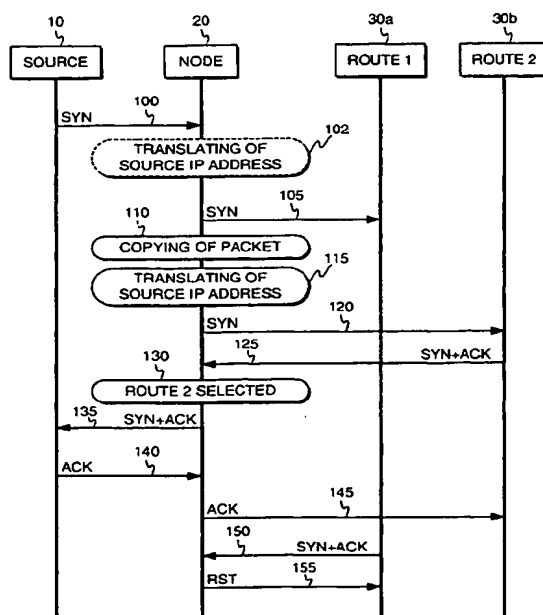 10 20 30a 30b
SOURCE NODE ROUTE 1 ROUTE 2
SYN 100
TRANSLATING OF
SOURCE IP ADDRESS
102
SYN 105
110
COPYING OF PACKET
TRANSLATING OF
SOURCE IP ADDRESS
115
SYN 120
125 SYN+ACK
130
ROUTE 2 SELECTED
135 SYN+ACK
ACK 140
ACK 145
150 SYN+ACK
RST 155